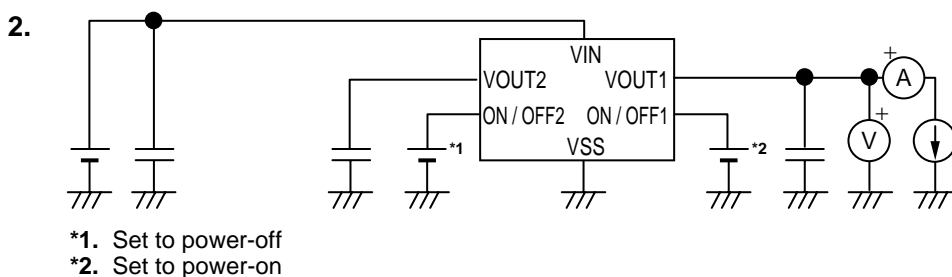 2.
VIN
VOUT2 VOUT1
+
A
ON / OFF2 ON / OFF1
+
V
VSS
*1
*2
*1. Set to power-off
*2. Set to power-on